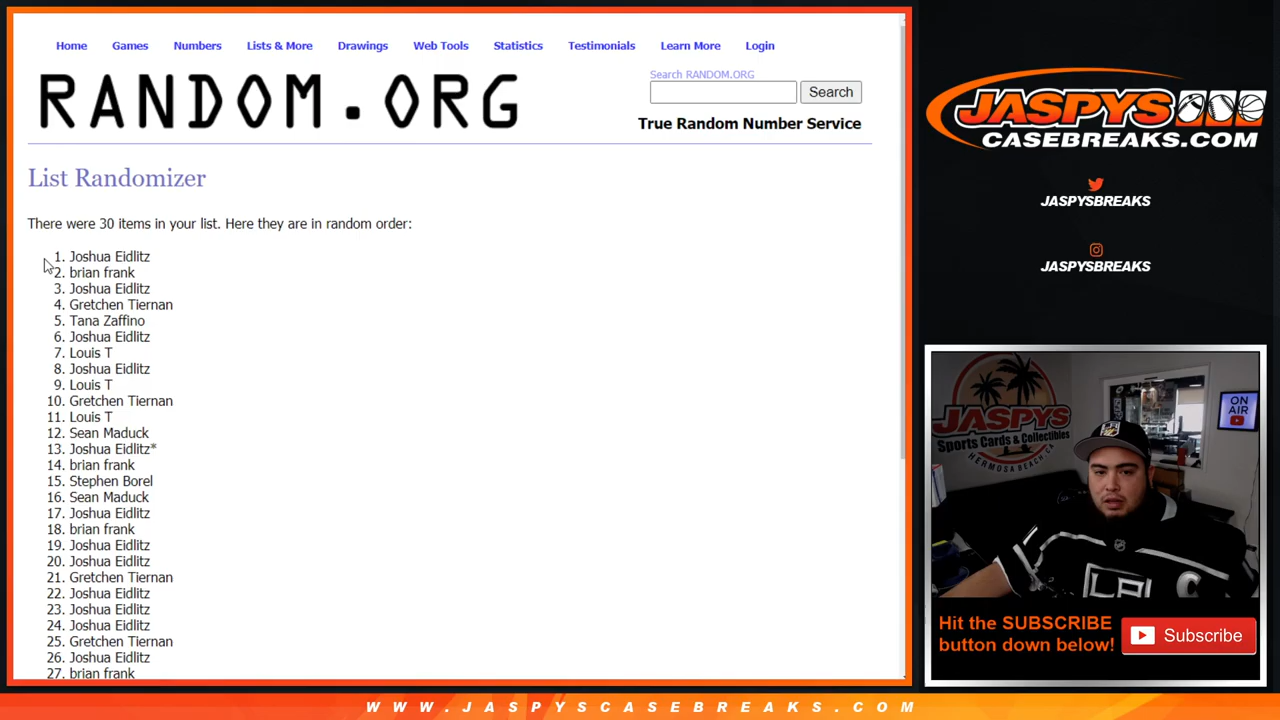 Home Games Numbers Lists & More Drawings Web Tools Statistics Testimonials Learn More Login
RANDOM.ORG
Search RANDOM.ORG
Search
True Random Number Service
List Randomizer
There were 30 items in your list. Here they are in random order:
1. Joshua Eidlitz
2. brian frank
3. Joshua Eidlitz
4. Gretchen Tiernan
5. Tana Zaffino
6. Joshua Eidlitz
7. Louis T
8. Joshua Eidlitz
9. Louis T
10. Gretchen Tiernan
11. Louis T
12. Sean Maduck
13. Joshua Eidlitz*
14. brian frank
15. Stephen Borel
16. Sean Maduck
17. Joshua Eidlitz
18. brian frank
19. Joshua Eidlitz
20. Joshua Eidlitz
21. Gretchen Tiernan
22. Joshua Eidlitz
23. Joshua Eidlitz
24. Joshua Eidlitz
25. Gretchen Tiernan
26. Joshua Eidlitz
27. brian frank
JASPYS
CASEBREAKS.COM
JASPYSBREAKS
JASPYSBREAKS
JASPYS
Sports Cards & Collectibles
HERMOSA BEACH, CA
ON
AIR
LA
C
Hit the SUBSCRIBE
button down below!
Subscribe
WWW.JASPYSCASEBREAKS.COM